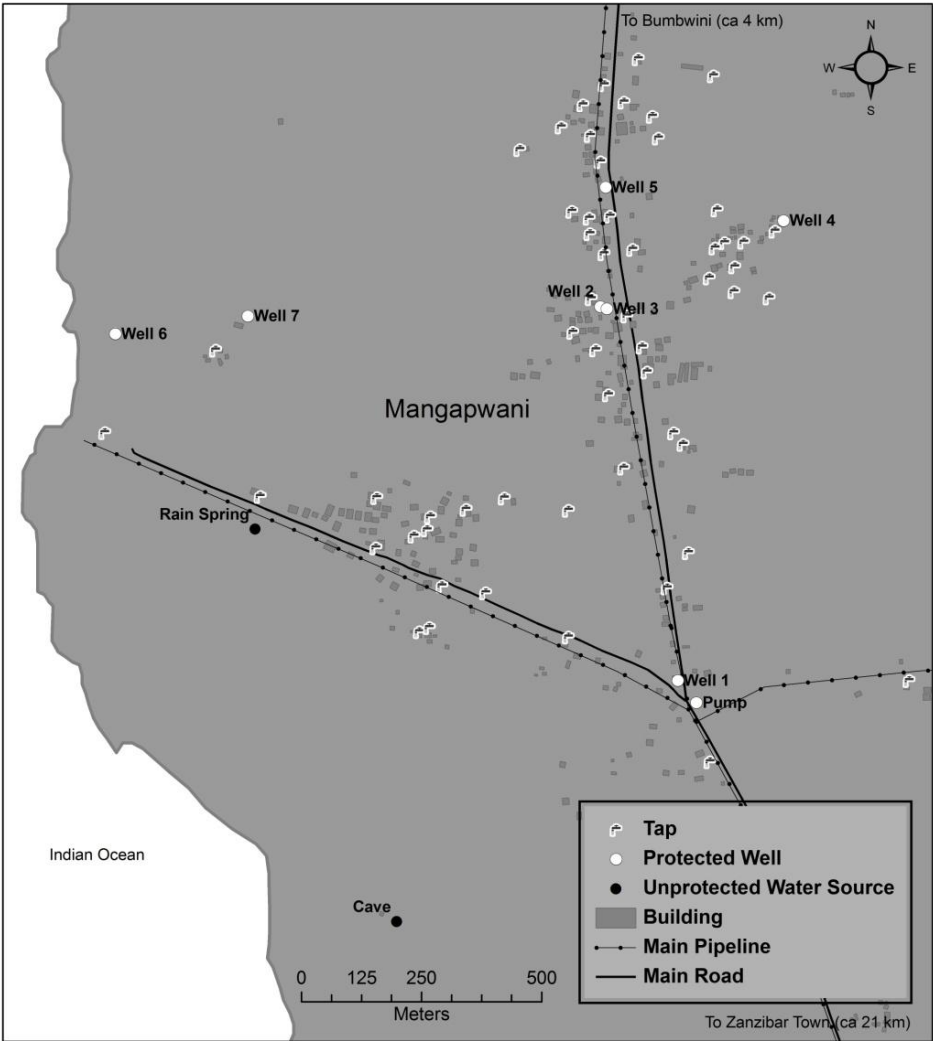 To Bumbwini (ca 4 km)
N
W
E
S
Well 5
Well 4
Well 2
Well 3
Well 7
Well 6
Mangapwani
Rain Spring
Well 1
Pump
Indian Ocean
Cave
0 125 250 500
Meters
Tap
Protected Well
Unprotected Water Source
Building
Main Pipeline
Main Road
To Zanzibar Town (ca 21 km)